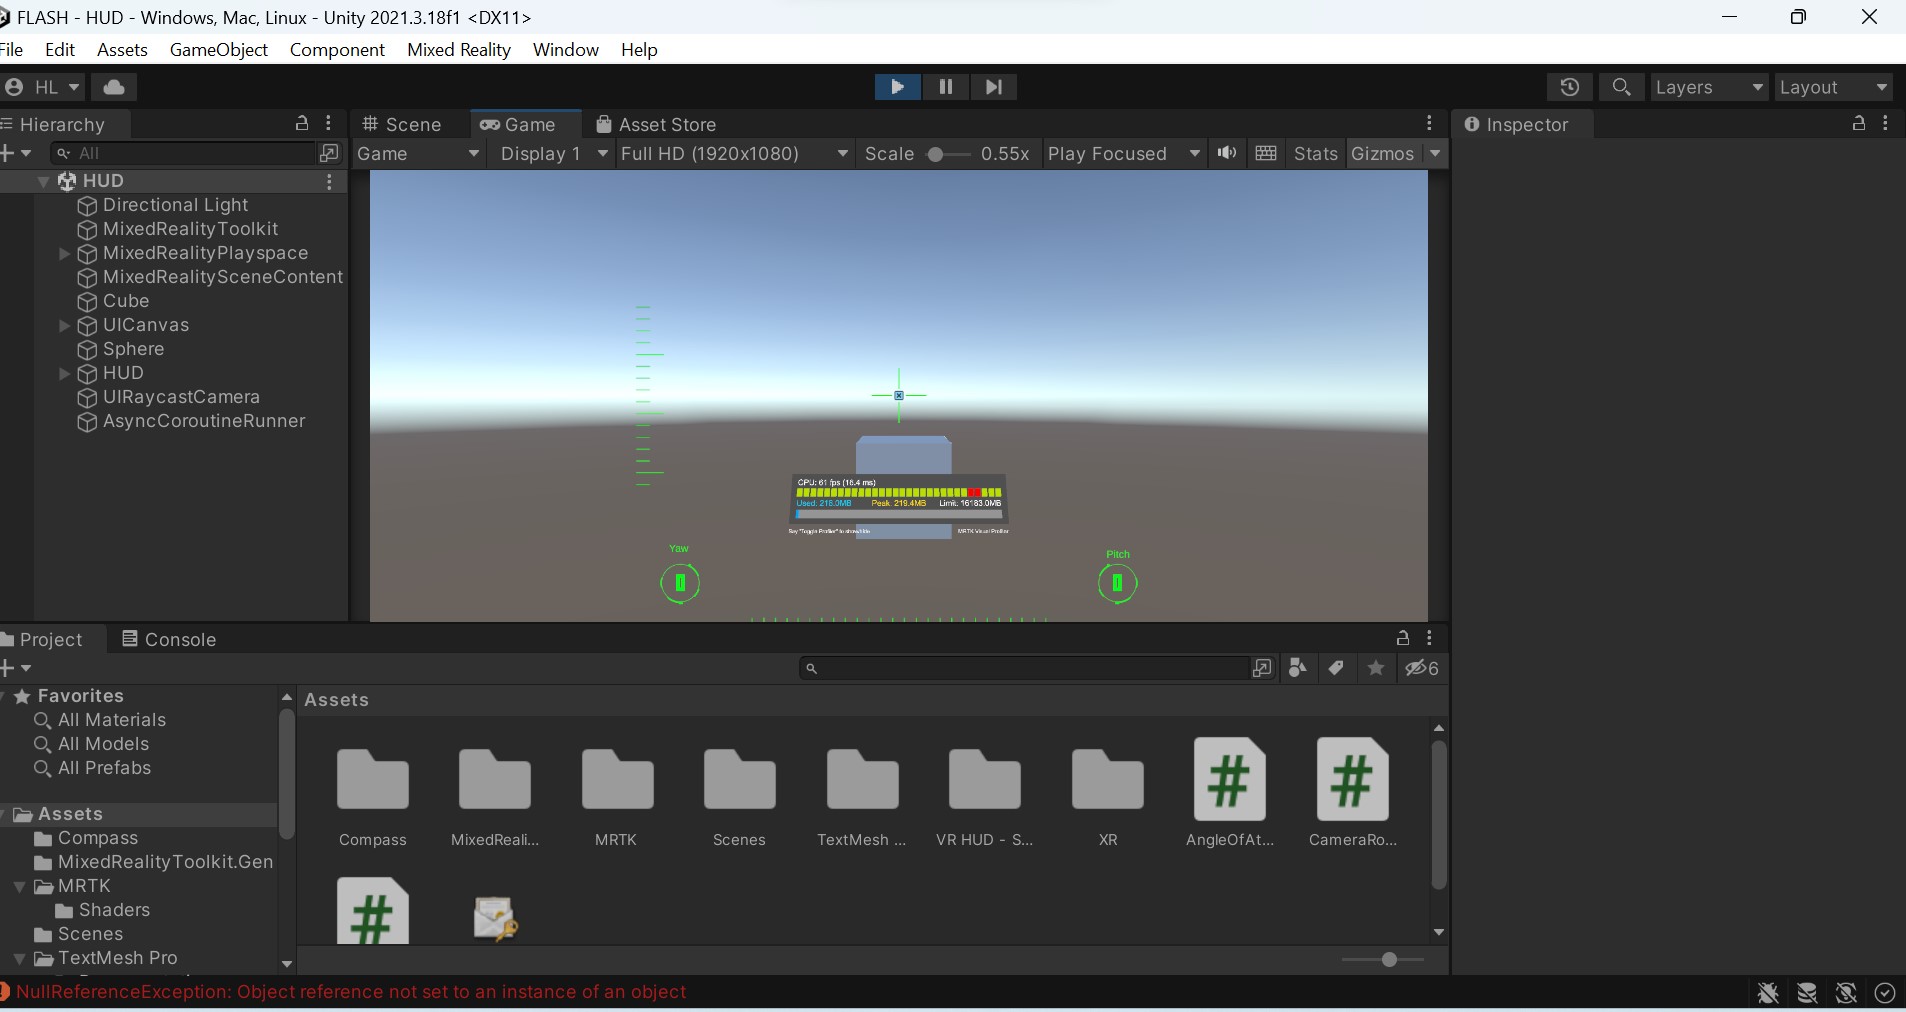 FLASH - HUD - Windows, Mac, Linux - Unity 2021.3.18f1 <DX11>
File Edit Assets GameObject Component Mixed Reality Window Help
HL Layers Layout
Hierarchy Scene Game Asset Store Inspector
All Game Display 1 Full HD (1920x1080) Scale 0.55x Play Focused Stats Gizmos
HUD
Directional Light
MixedRealityToolkit
MixedRealityPlayspace
MixedRealitySceneContent
Cube
UICanvas
Sphere
HUD
UIRaycastCamera
AsyncCoroutineRunner
CPU: 61 fps (16.4 ms)
Used: 218.0MB Peak: 219.4MB Limit: 16183.0MB
Say "Toggle Profiler" to show/hide MRTK Visual Profiler
Yaw Pitch
Project Console
6
Favorites
All Materials
All Models
All Prefabs
Assets
Compass
MixedRealityToolkit.Gen
MRTK
Shaders
Scenes
TextMesh Pro
Assets
Compass MixedReali... MRTK Scenes TextMesh ... VR HUD - S... XR AngleOfAt... CameraRo...
NullReferenceException: Object reference not set to an instance of an object